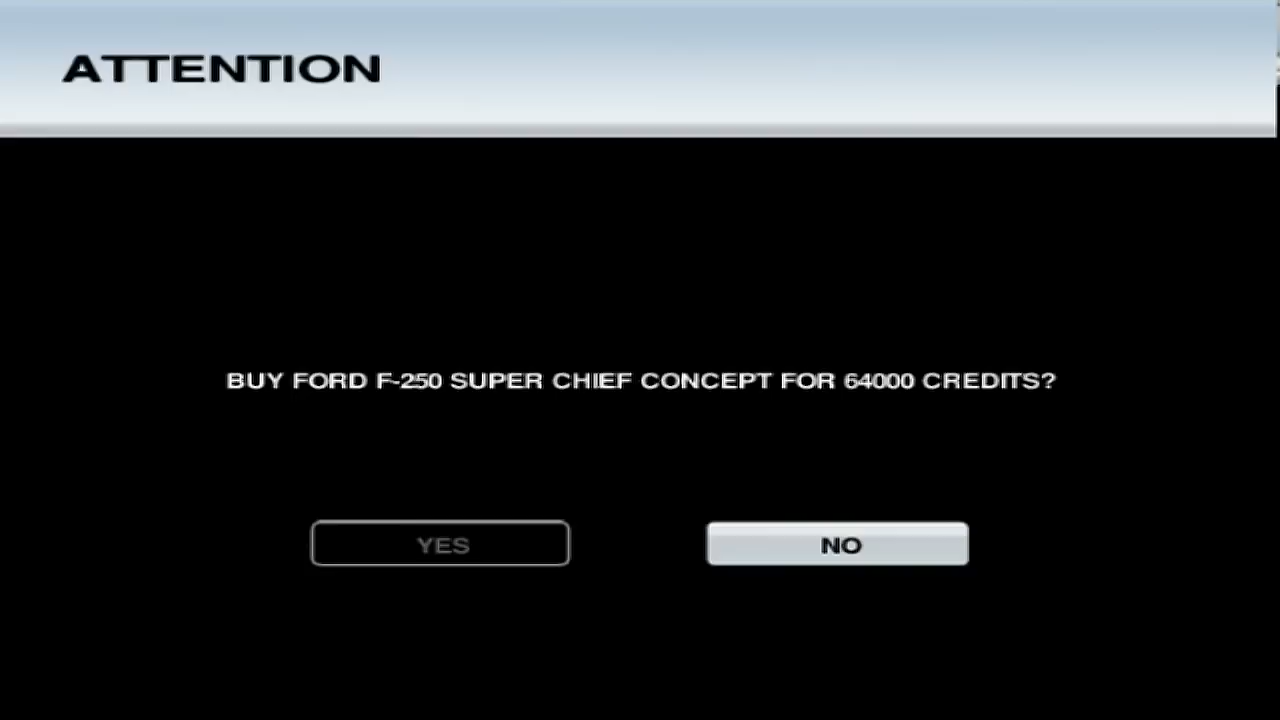 ATTENTION
BUY FORD F-250 SUPER CHIEF CONCEPT FOR 64000 CREDITS?
YES
NO